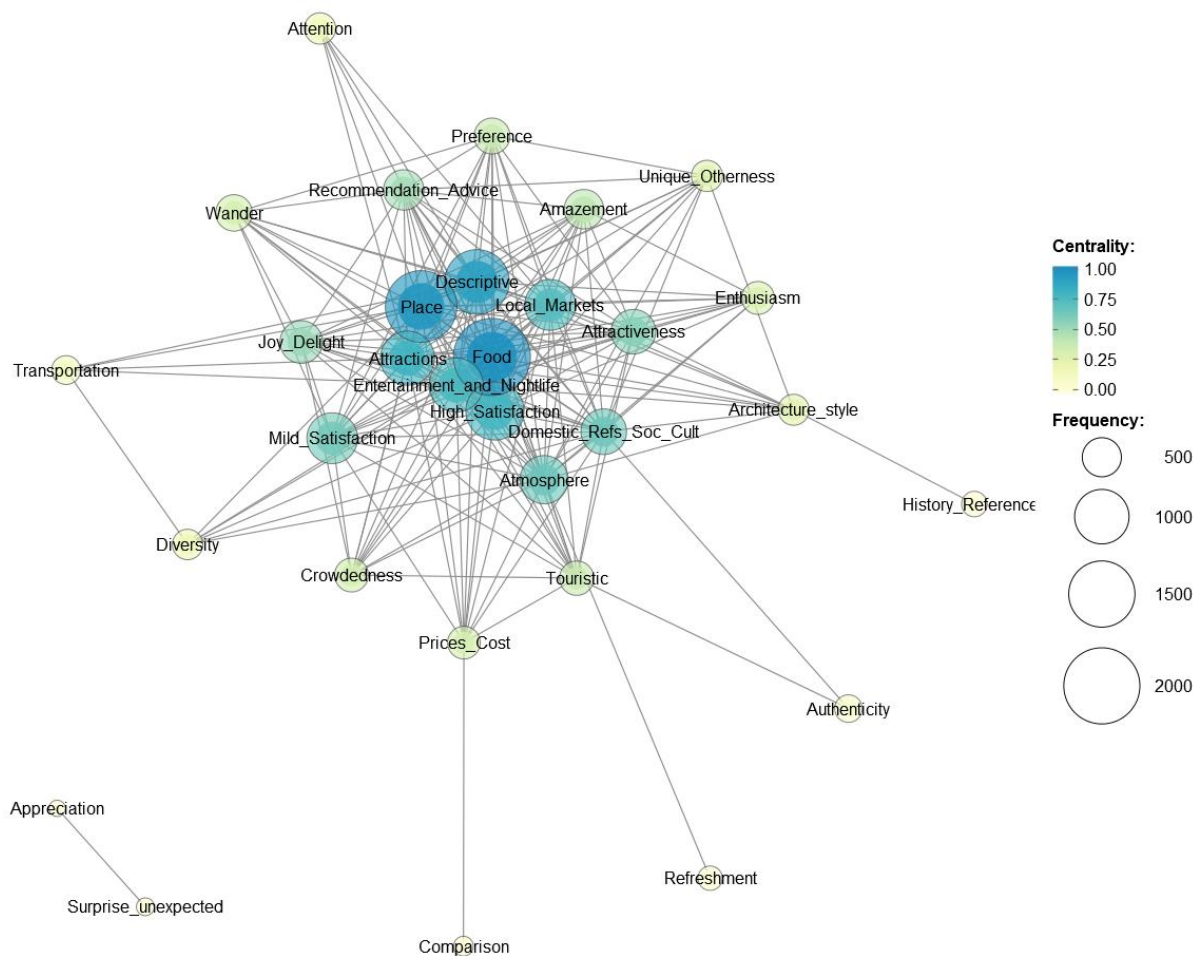 Attention
Preference
Unique_Otherness
Recommendation_Advice
Wander
Amazement
Descriptive
Enthusiasm
Place
Local_Markets
Attractiveness
Joy_Delight
Attractions
Food
Transportation
Entertainment_and_Nightlife
High_Satisfaction
Architecture_style
Mild_Satisfaction
Domestic_Refs_Soc_Cult
Atmosphere
History_Reference
Diversity
Crowdedness
Touristic
Prices_Cost
Authenticity
Appreciation
Refreshment
Surprise_unexpected
Comparison
Centrality:
1.00
0.75
0.50
0.25
0.00
Frequency:
500
1000
1500
2000